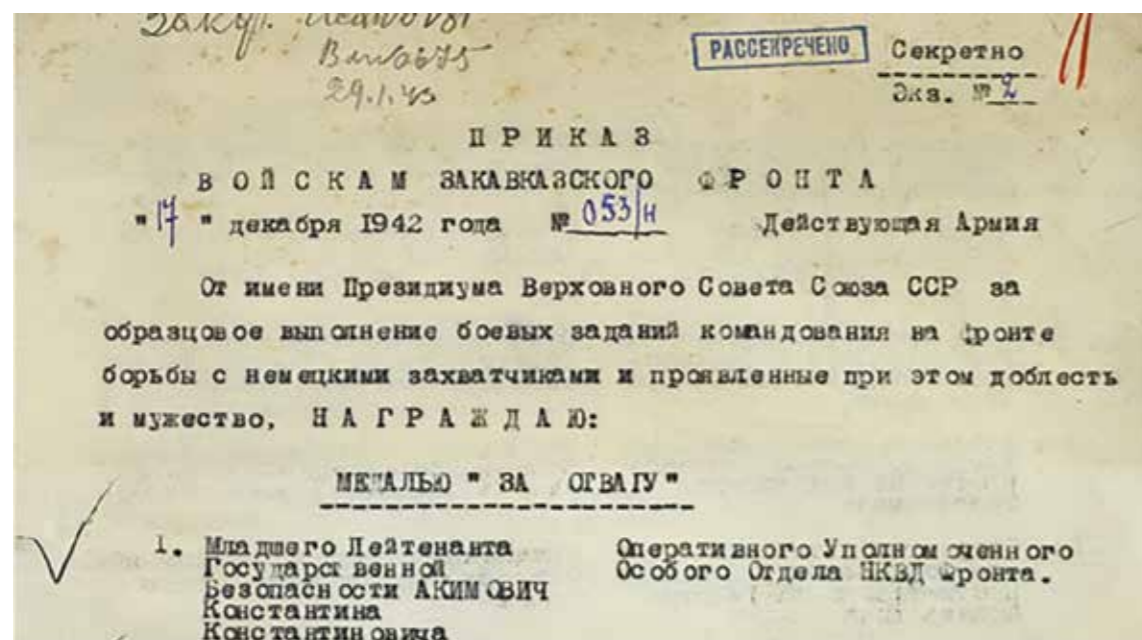 РАССЕКРЕЧЕНО
Секретно
Экз. № 2
29.1.43
ПРИКАЗ
ВОЙСКАМ ЗАКАВКАЗСКОГО ФРОНТА
"17" декабря 1942 года № 053/н Действующая Армия
От имени Президиума Верховного Совета Союза ССР за
образцовое выполнение боевых заданий командования на фронте
борьбы с немецкими захватчиками и проявленные при этом доблесть
и мужество, НАГРАЖДАЮ:
МЕДАЛЬЮ "ЗА ОТВАГУ"
1. Младшего Лейтенанта Оперативного Уполномоченного
Государственной Особого Отдела НКВД Фронта.
Безопасности АКИМОВИЧ
Константина
Константиновича